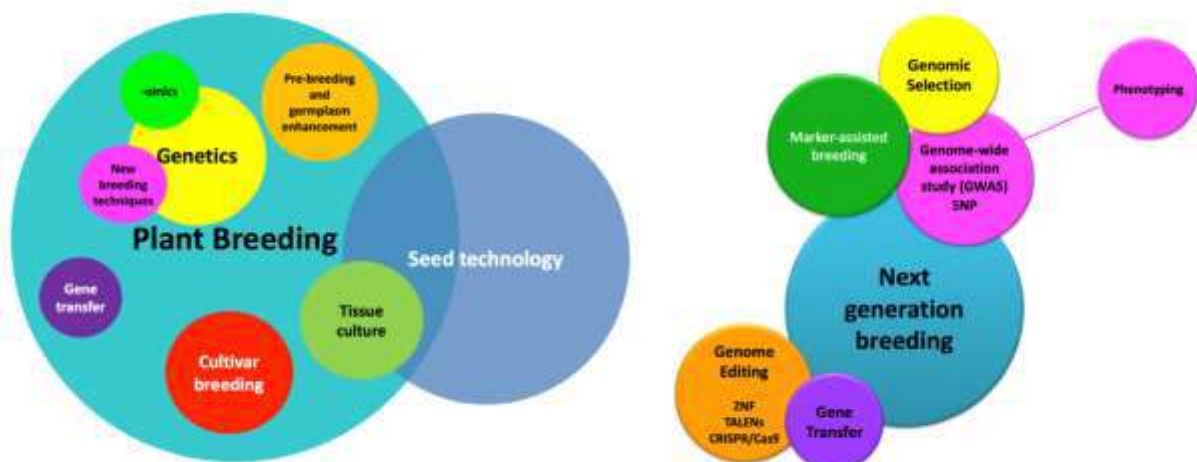 -omics
Pre-breeding
and
germplasm
enhancement
Genetics
New
breeding
techniques
Plant Breeding
Seed technology
Gene
transfer
Tissue
culture
Cultivar
breeding
Genomic
Selection
Phenotyping
Marker-assisted
breeding
Genome-wide
association
study (GWAS)
SNP
Next
generation
breeding
Genome
Editing
ZNF
TALENs
CRISPR/Cas9
Gene
Transfer